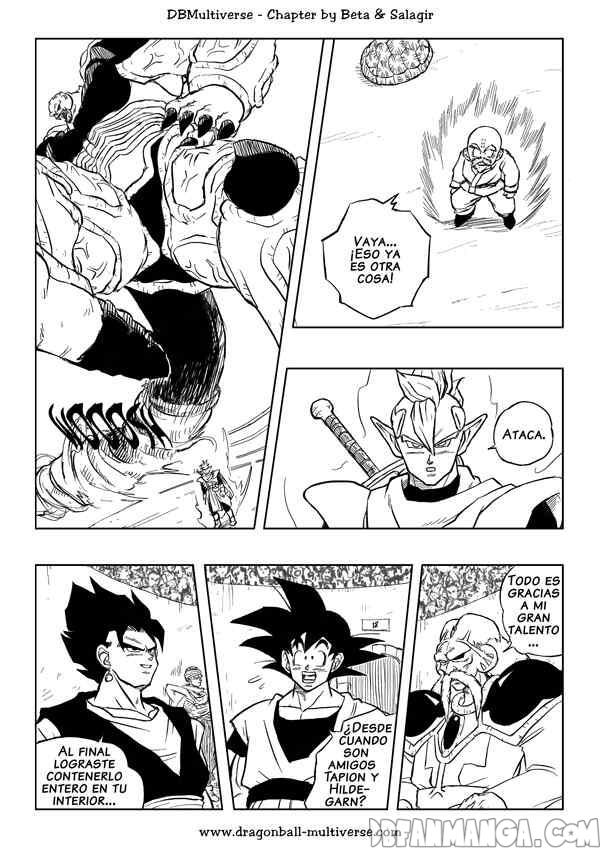 DBMultiverse - Chapter by Beta & Salagir
WOOOOSH
VAYA...
¡ESO YA
ES OTRA
COSA!
ATACA.
AL FINAL
LOGRASTE
CONTENERLO
ENTERO EN TU
INTERIOR...
¿DESDE
CUANDO SON
AMIGOS
TAPION Y
HILDE-
GARN?
TODO ES
GRACIAS
A MI
GRAN
TALENTO
...
www.dragonball-multiverse.com
DBFANMANGA.COM